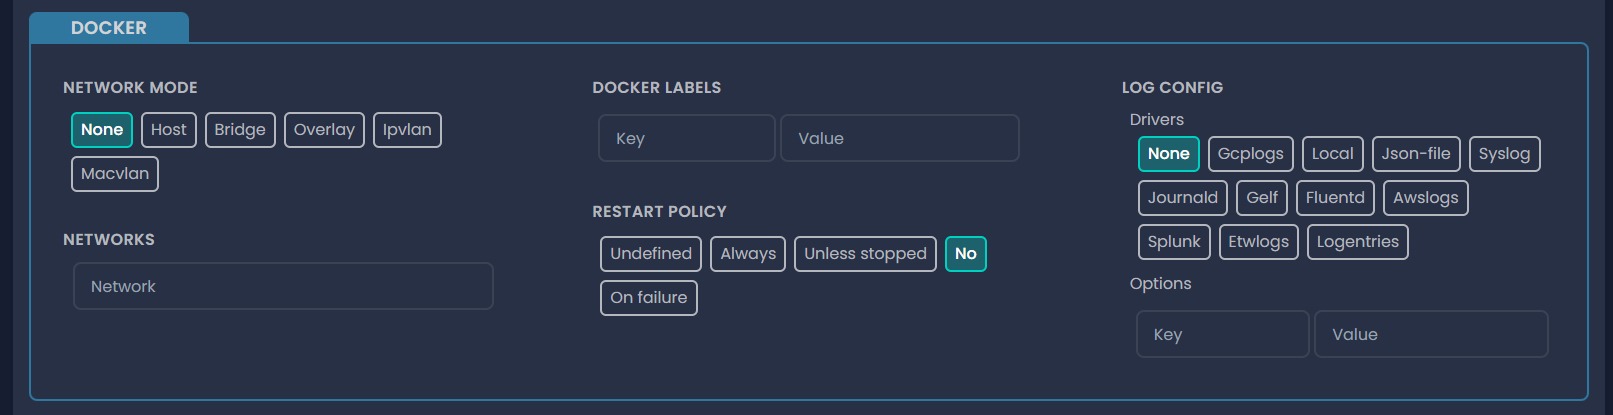 DOCKER
NETWORK MODE
None Host Bridge Overlay Ipvlan
Macvlan
NETWORKS
Network
DOCKER LABELS
Key Value
RESTART POLICY
Undefined Always Unless stopped No
On failure
LOG CONFIG
Drivers
None Gcplogs Local Json-file Syslog
Journald Gelf Fluentd Awslogs
Splunk Etwlogs Logentries
Options
Key Value